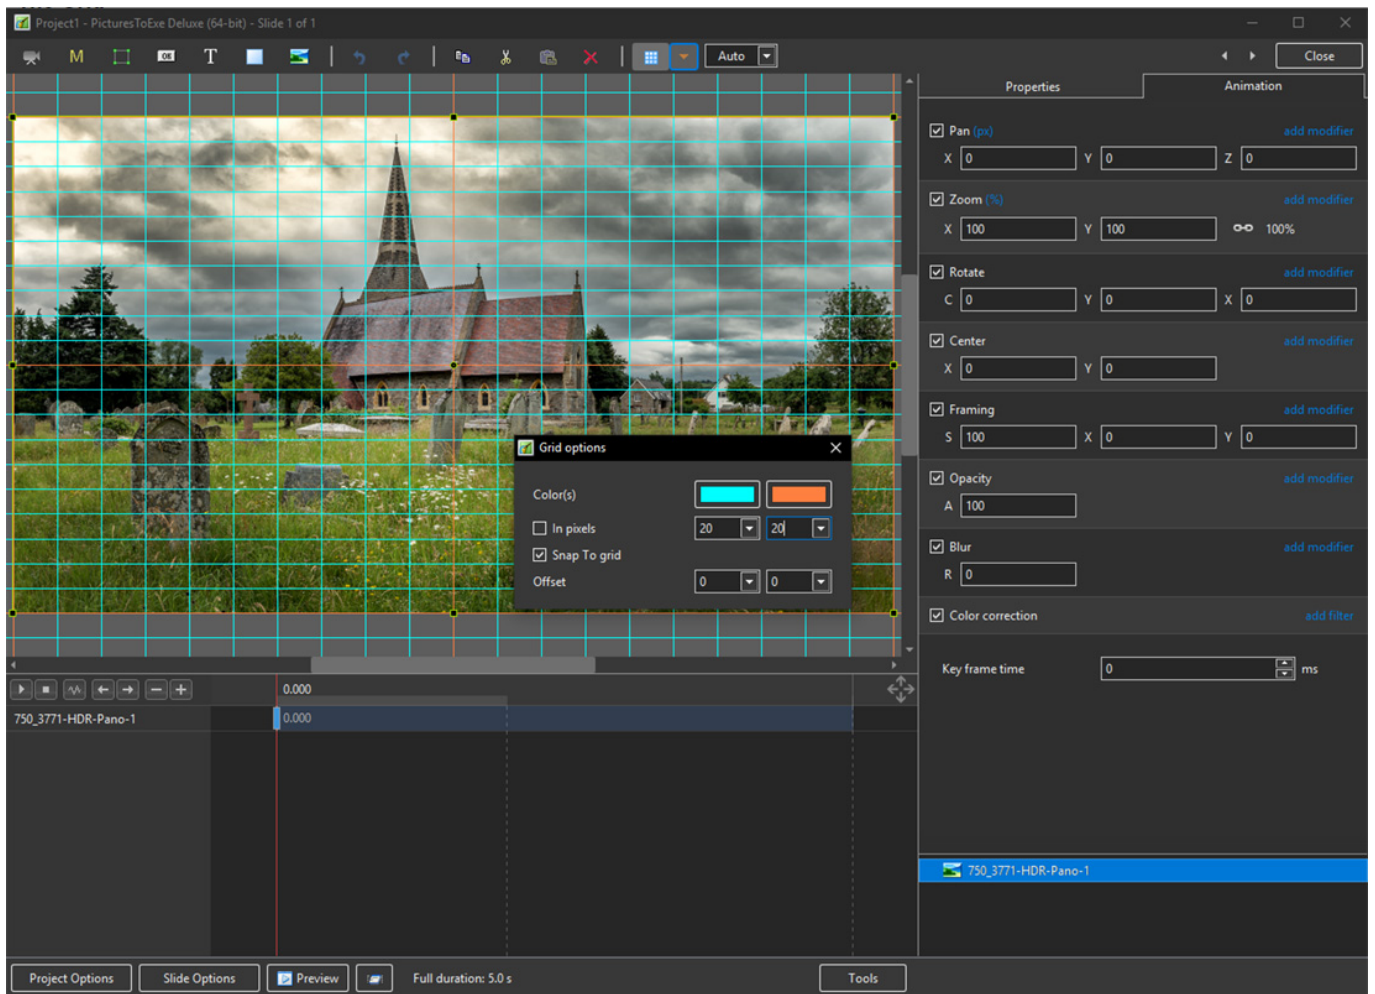 Project1 - PicturesToExe Deluxe (64-bit) - Slide 1 of 1
M OK T Auto Close
Properties Animation
Pan (px) add modifier
X 0 Y 0 Z 0
Zoom (%) add modifier
X 100 Y 100 100%
Rotate add modifier
C 0 Y 0 X 0
Center add modifier
X 0 Y 0
Framing add modifier
S 100 X 0 Y 0
Opacity add modifier
A 100
Blur add modifier
R 0
Color correction add filter
Key frame time 0 ms
Grid options
Color(s)
In pixels 20 20
Snap To grid
Offset 0 0
0.000
750_3771-HDR-Pano-1 0.000
750_3771-HDR-Pano-1
Project Options Slide Options Preview Full duration: 5.0 s Tools